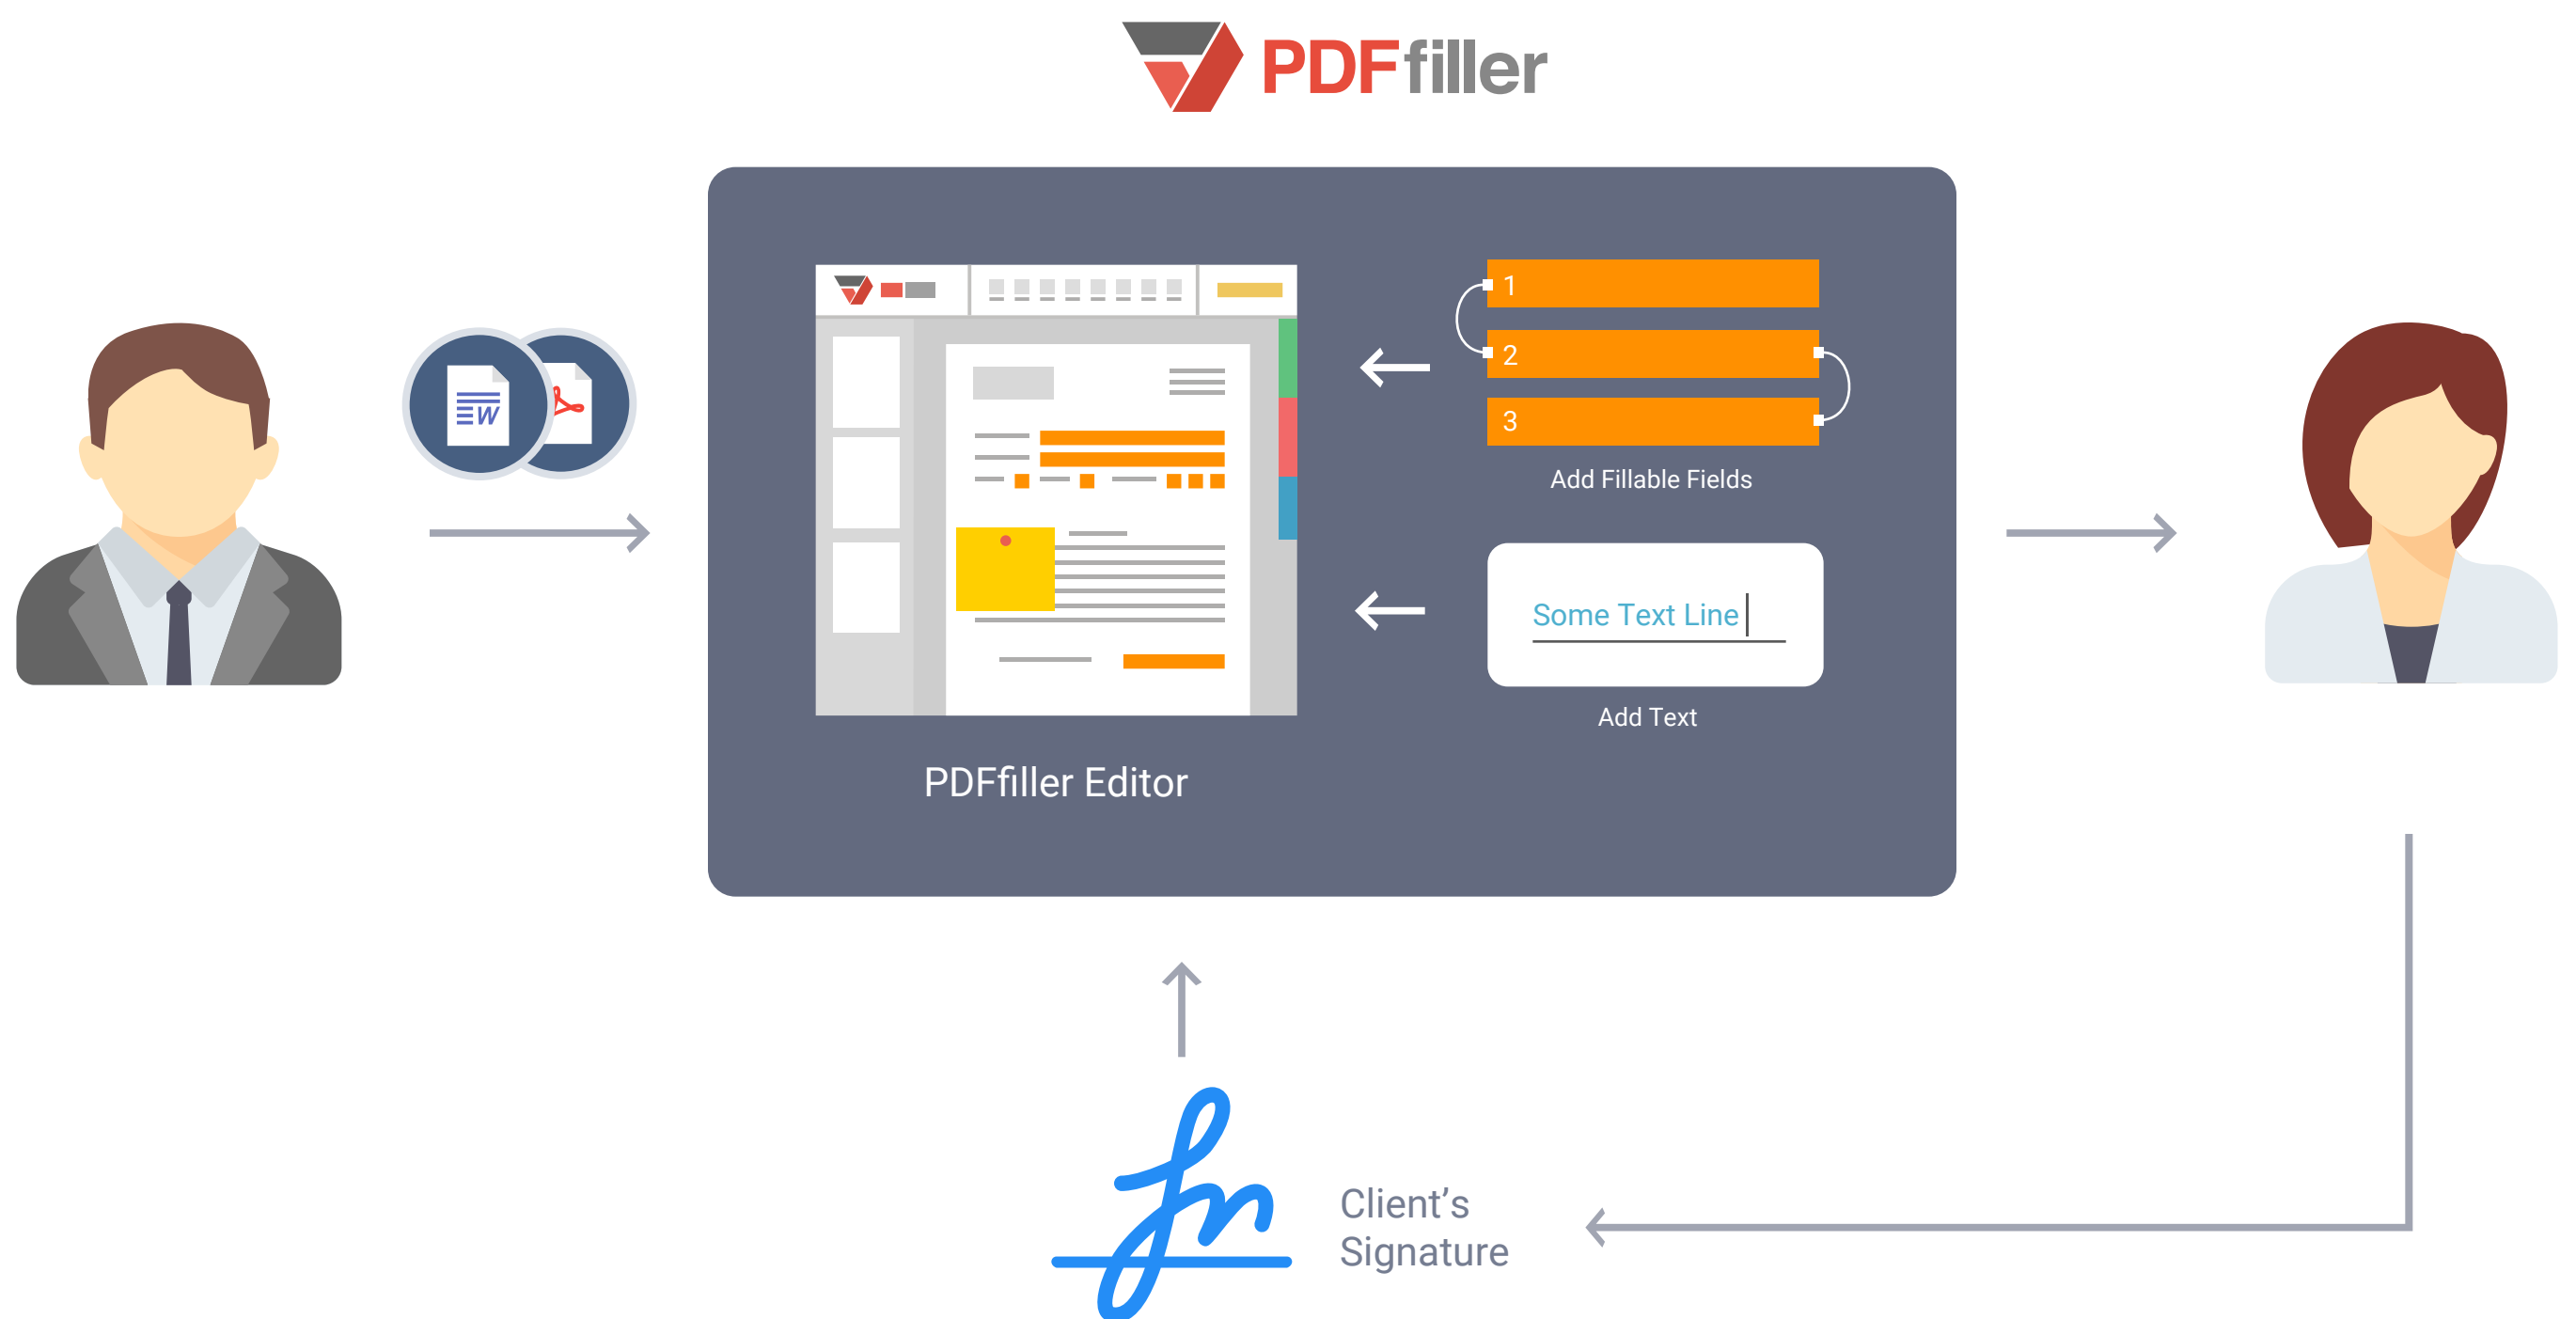 PDFfiller
W
1
2
3
Add Fillable Fields
Some Text Line
Add Text
PDFfiller Editor
Client’s
Signature